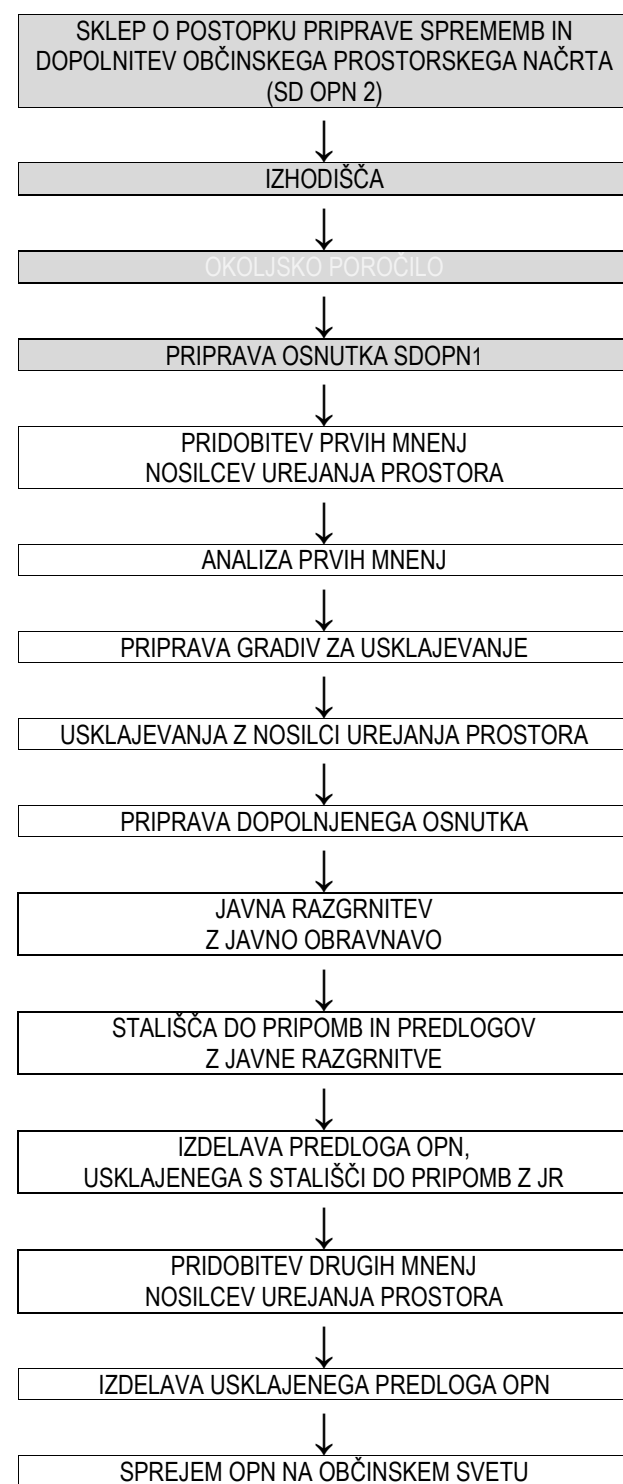 SKLEP O POSTOPKU PRIPRAVE SPREMEMB IN
DOPOLNITEV OBČINSKEGA PROSTORSKEGA NAČRTA
(SD OPN 2)
IZHODIŠČA
OKOLJSKO POROČILO
PRIPRAVA OSNUTKA SDOPN1
PRIDOBITEV PRVIH MNENJ
NOSILCEV UREJANJA PROSTORA
ANALIZA PRVIH MNENJ
PRIPRAVA GRADIV ZA USKLAJEVANJE
USKLAJEVANJA Z NOSILCI UREJANJA PROSTORA
PRIPRAVA DOPOLNJENEGA OSNUTKA
JAVNA RAZGRNITEV
Z JAVNO OBRAVNAVO
STALIŠČA DO PRIPOMB IN PREDLOGOV
Z JAVNE RAZGRNITVE
IZDELAVA PREDLOGA OPN,
USKLAJENEGA S STALIŠČI DO PRIPOMB Z JR
PRIDOBITEV DRUGIH MNENJ
NOSILCEV UREJANJA PROSTORA
IZDELAVA USKLAJENEGA PREDLOGA OPN
SPREJEM OPN NA OBČINSKEM SVETU